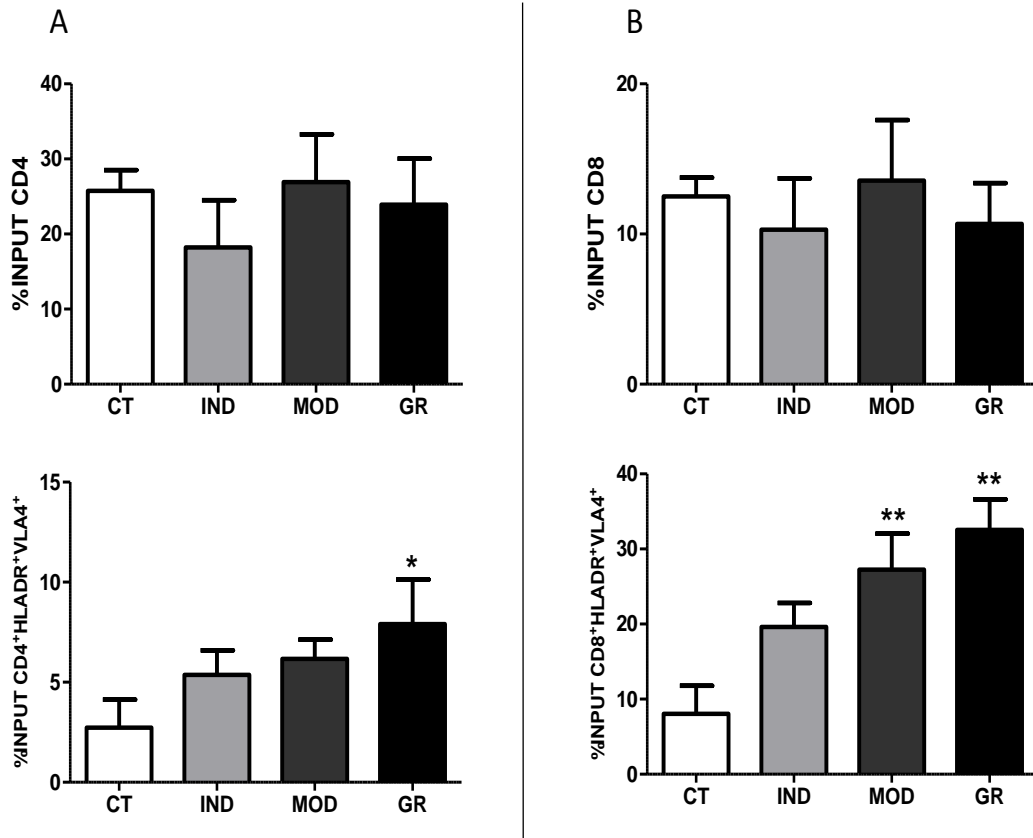 A
%INPUT CD4
40
30
20
10
0
CT IND MOD GR
%INPUT CD4⁺HLADR⁺VLA4⁺
15
10
5
0
*
CT IND MOD GR
B
%INPUT CD8
20
10
0
CT IND MOD GR
%INPUT CD8⁺HLADR⁺VLA4⁺
40
30
20
10
0
**
**
CT IND MOD GR